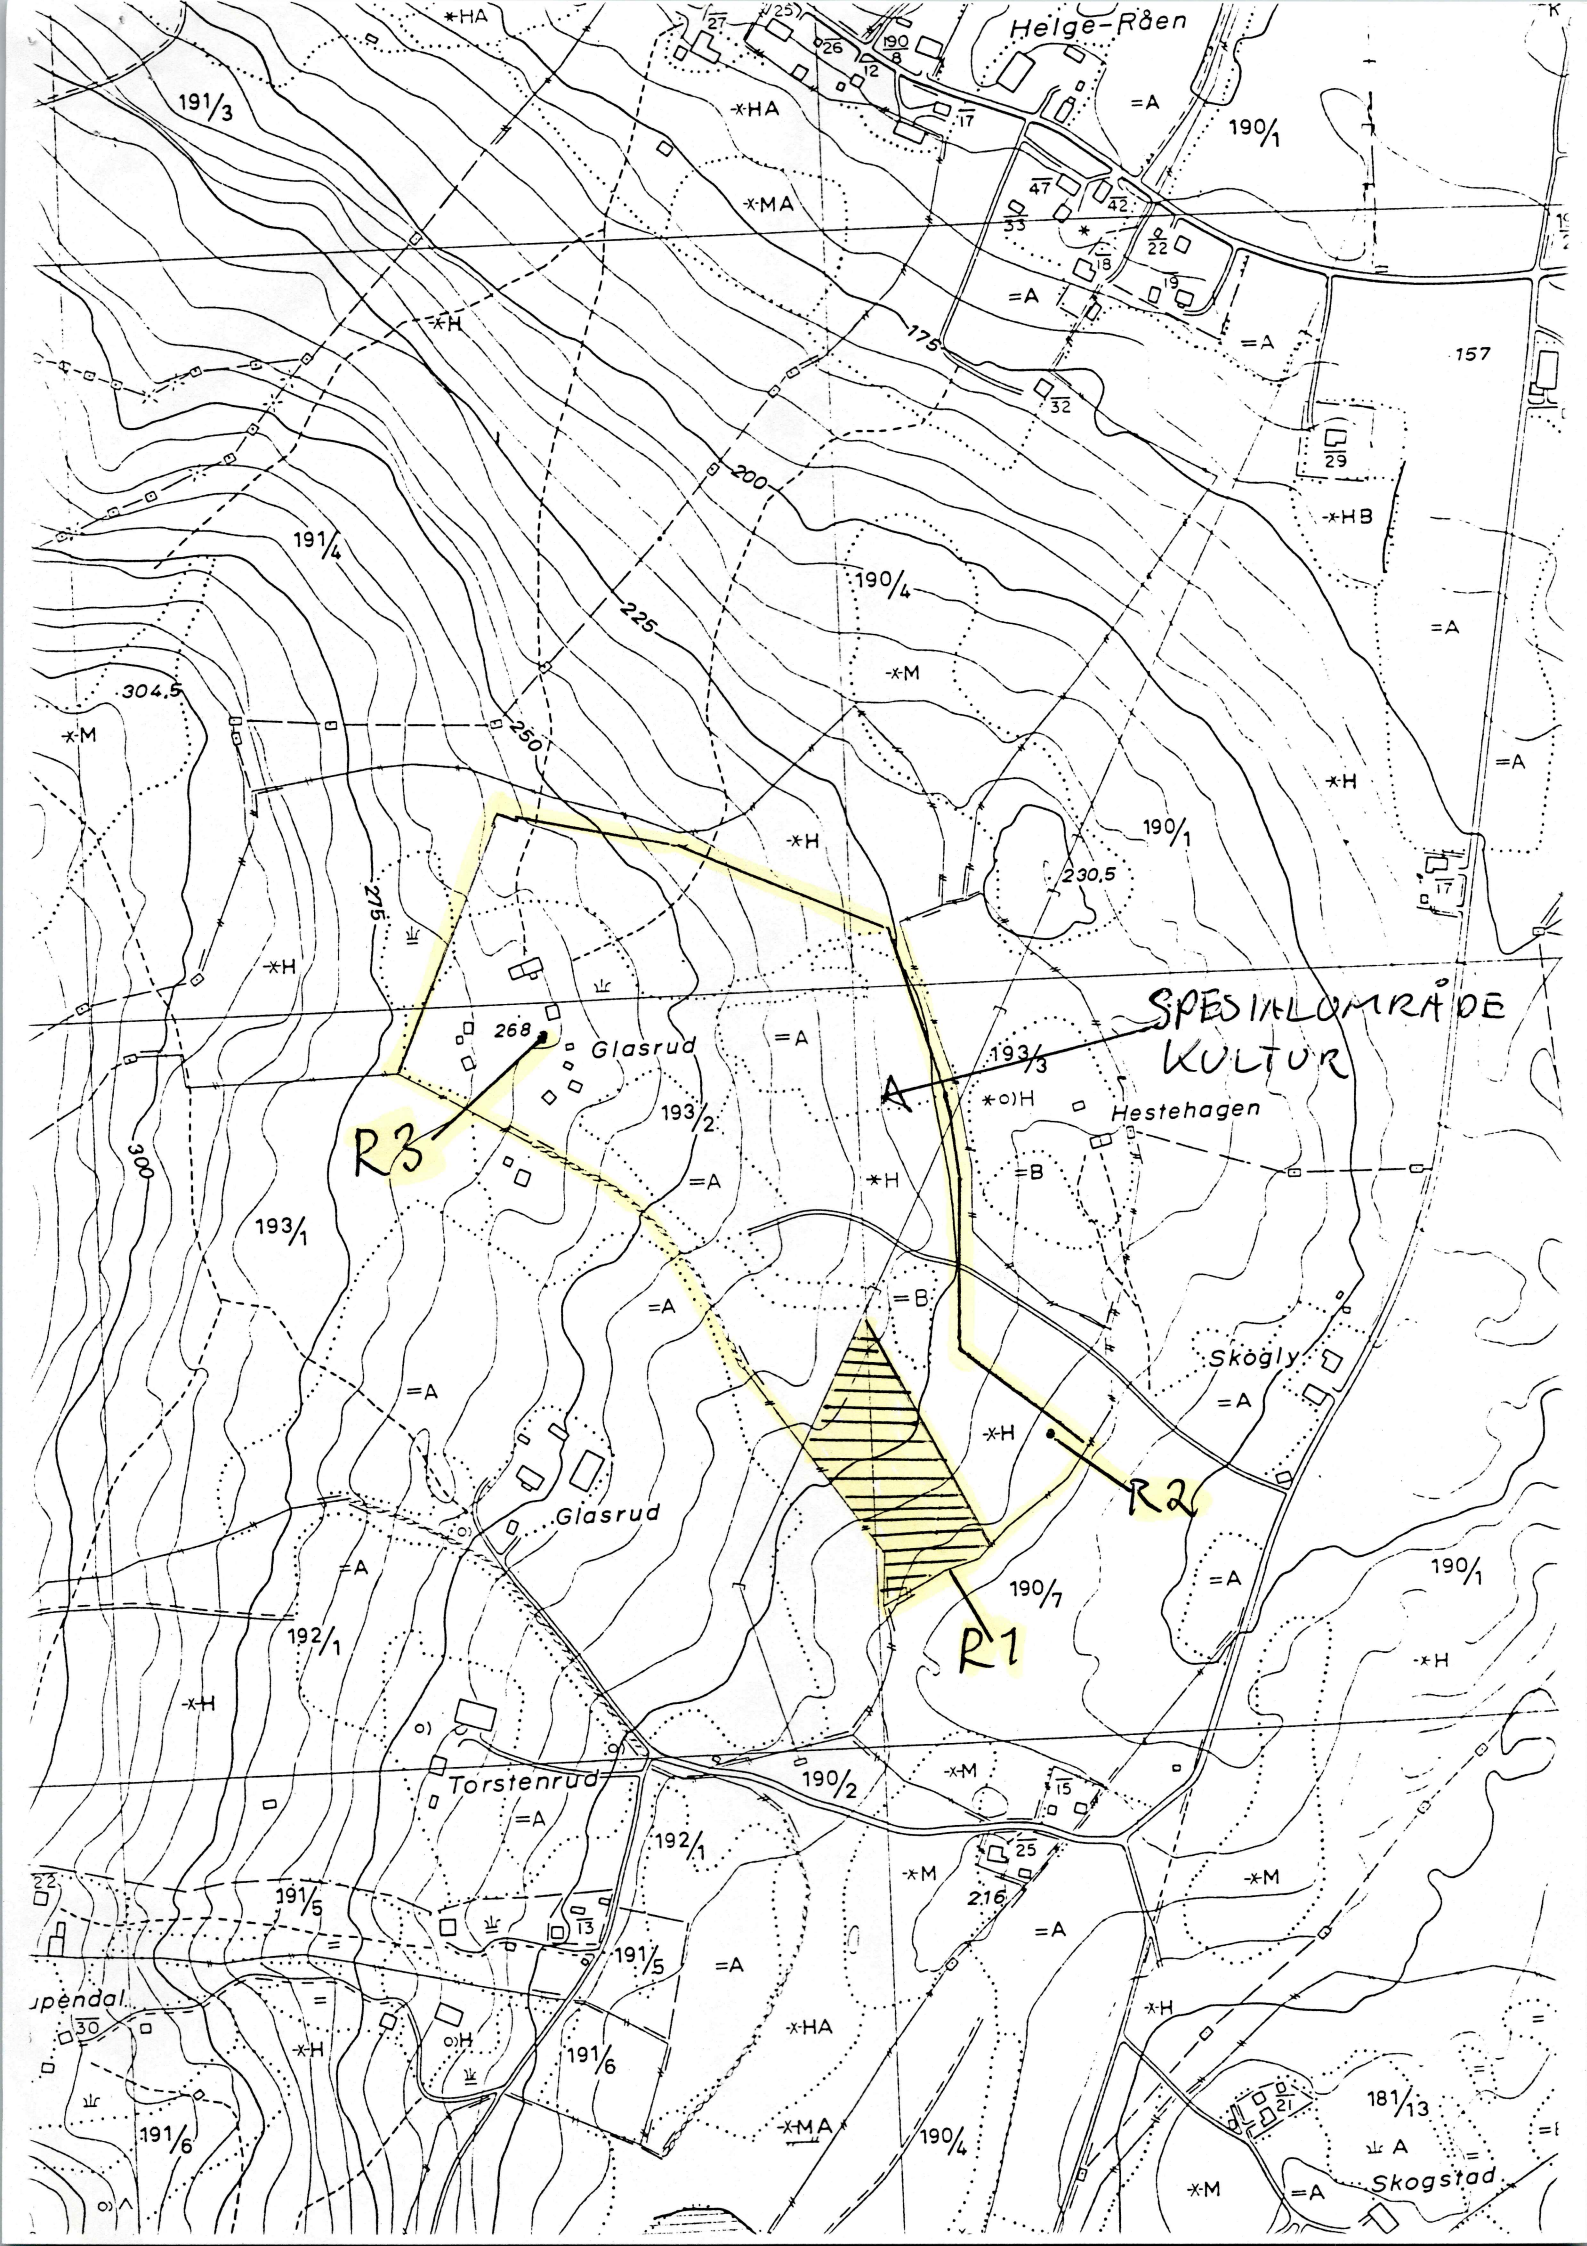 *HA
27
25
26
190/8
12
Helge-Råen
191/3
*HA
17
=A
190/1
*MA
47
42
33
*
18
22
19
*H
=A
175
=A
157
32
29
200
*HB
191/4
190/4
225
=A
304,5
*M
*M
250
*H
=A
*H
190/1
230,5
17
275
*H
SPESIALOMRÅDE
KULTUR
268
Glasrud
=A
193/3
A
*o)H
Hestehagen
193/2
R3
300
=A
*H
=B
193/1
=A
=B
Skogly
=A
=A
*H
R2
Glasrud
=A
190/7
=A
190/1
192/1
R1
*H
*H
o)
Torstenrud
190/2
*M
15
=A
192/1
25
*M
216
*M
22
191/5
13
=A
191/5
=A
upendal
30
=
*H
o)H
*HA
*H
=
191/6
21
181/13
191/6
*MA
190/4
A
*M
=A
Skogstad